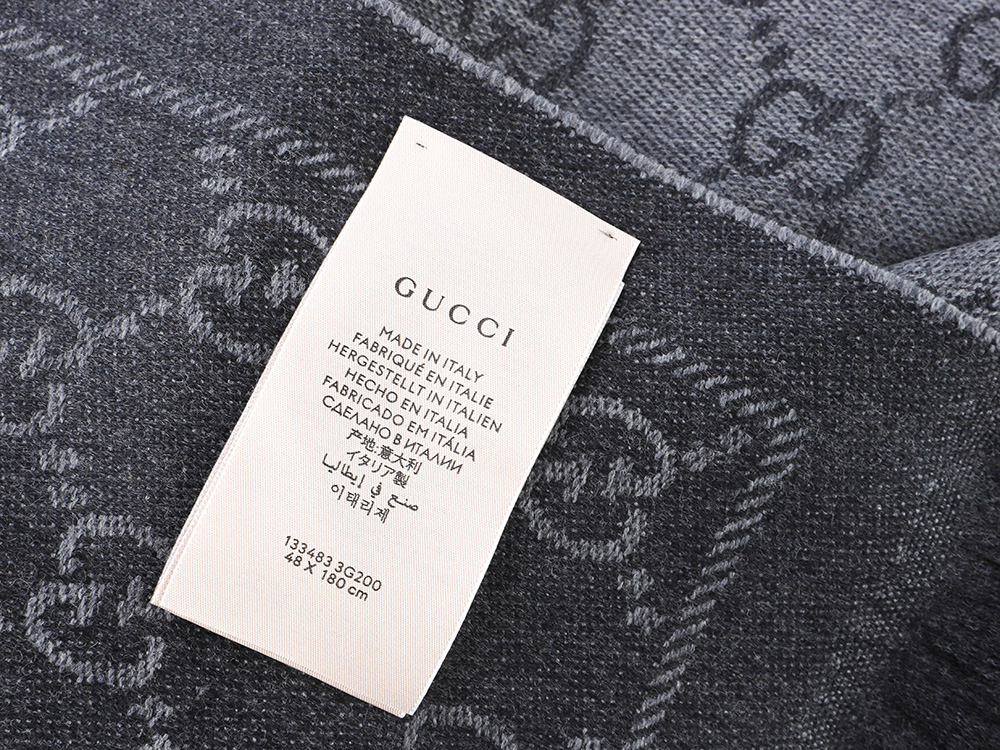 GUCCI
MADE IN ITALY
FABRIQUÉ EN ITALIE
HERGESTELLT IN ITALIEN
HECHO EN ITALIA
FABRICADO EM ITÁLIA
СДЕЛАНО В ИТАЛИИ
产地:意大利
イタリア製
صنع في إيطاليا
이태리제
133483 3G200
48 X 180 cm